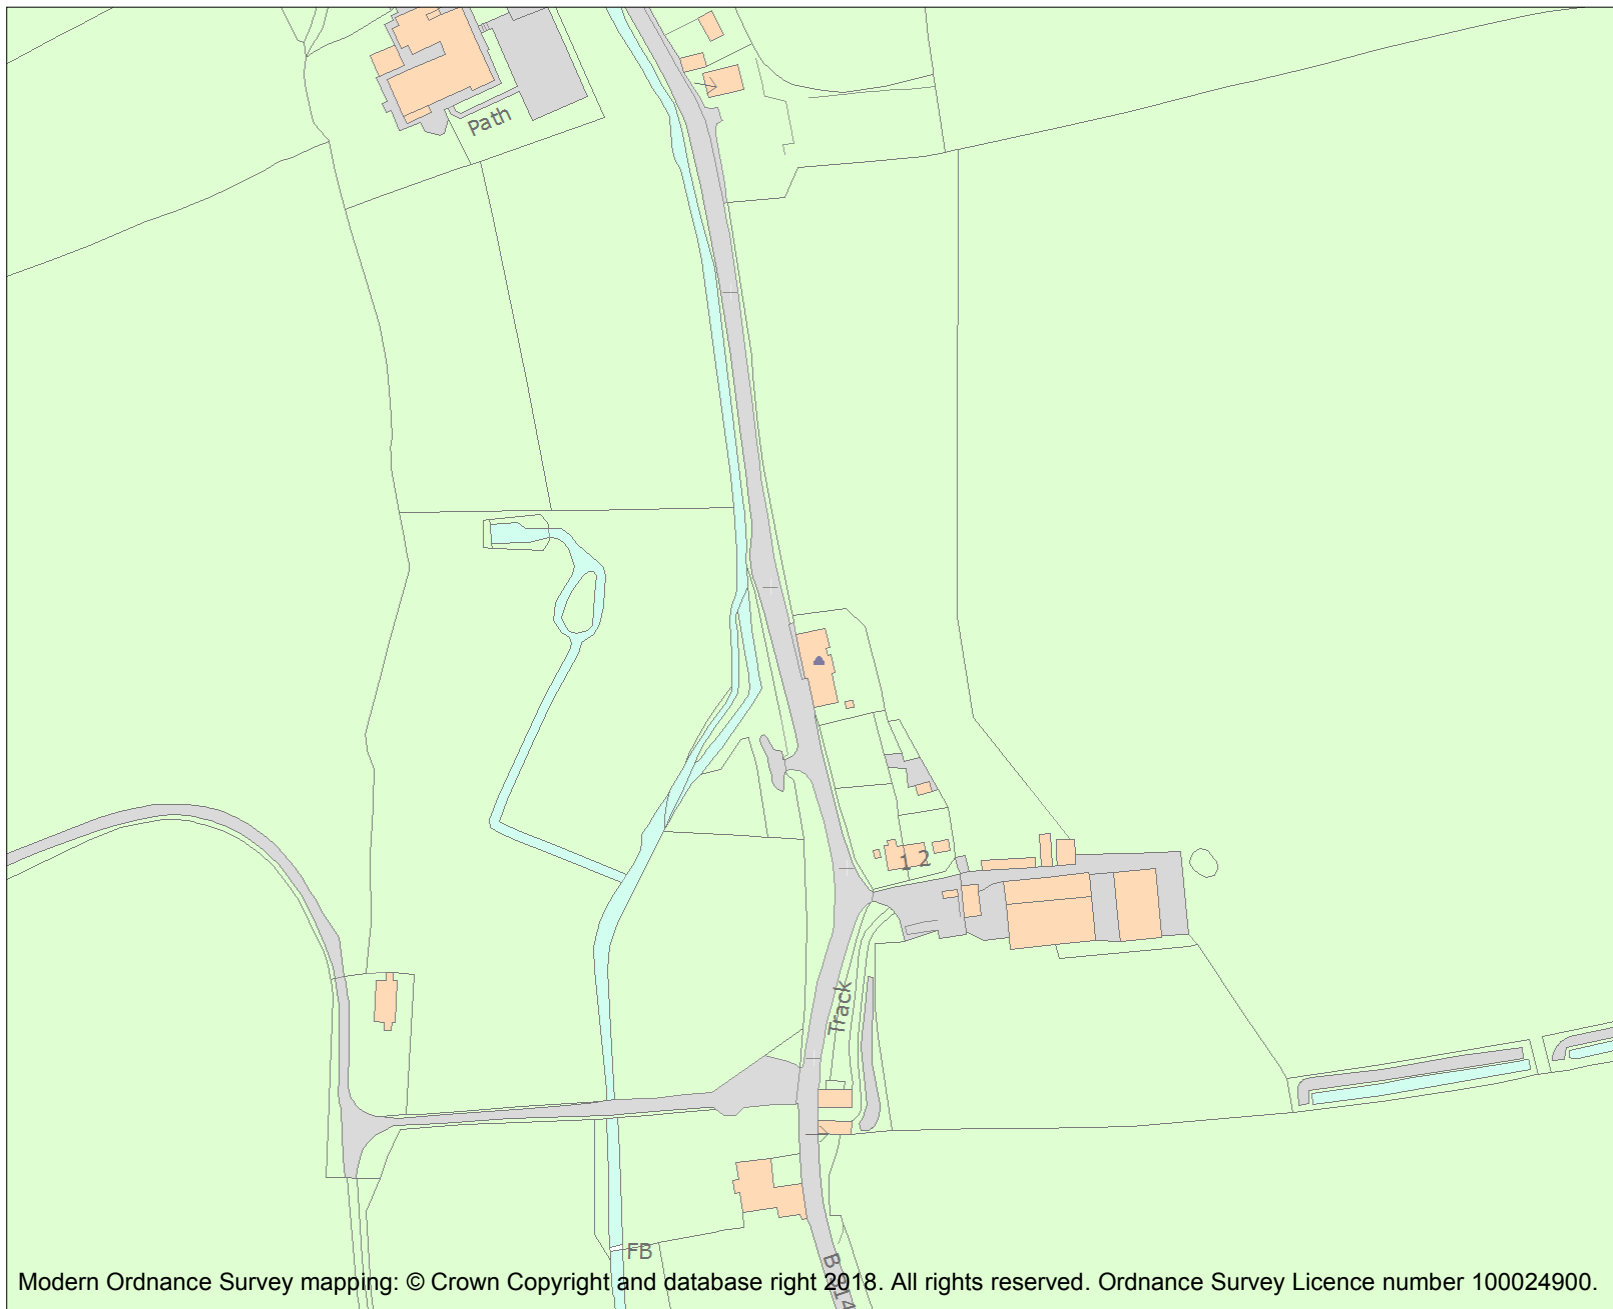 Path
1 2
Track
FB
Modern Ordnance Survey mapping: © Crown Copyright and database right 2018. All rights reserved. Ordnance Survey Licence number 100024900.